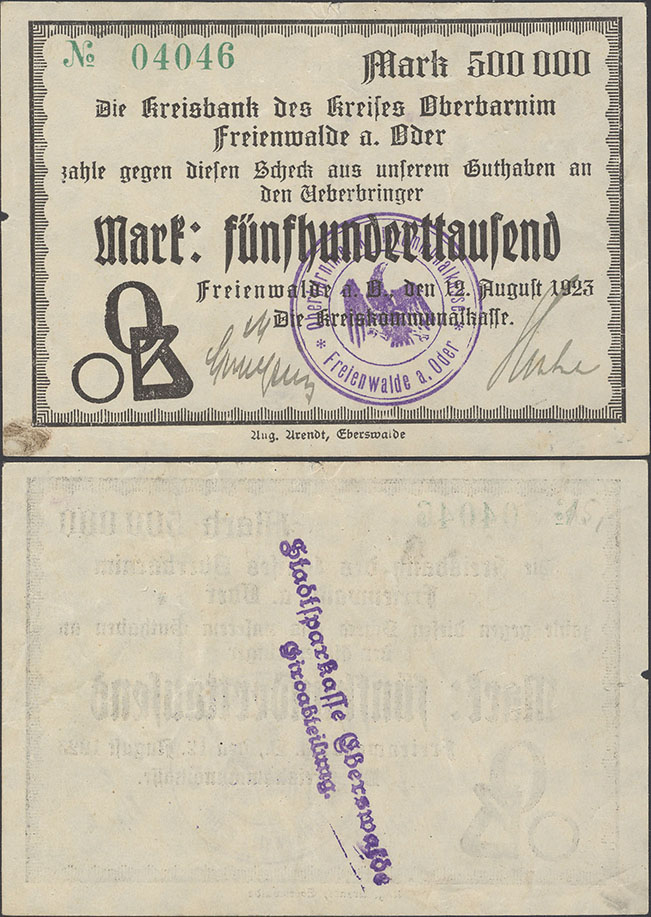 № 04046
Mark 500 000
Die Kreisbank des Kreises Oberbarnim
Freienwalde a. Oder
zahle gegen diesen Scheck aus unserem Guthaben an
den Ueberbringer
Mark: fünfhunderttausend
Freienwalde a. O., den 12. August 1923
Die Kreiskommunalkasse.
* Freienwalde a. Oder *
OKB
Aug. Arendt, Eberswalde
Stadtsparkasse Eberswalde
Giroabteilung.